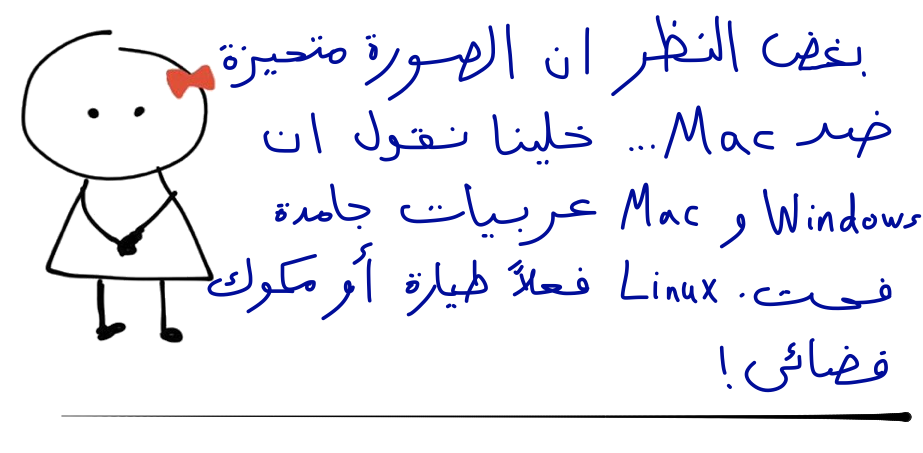 بغض النظر ان الصورة متحيزة
ضد Mac... خلينا نقول ان
Windows و Mac عربيات جامدة
فحت. Linux فعلاً طيارة أو مكوك
فضائى!